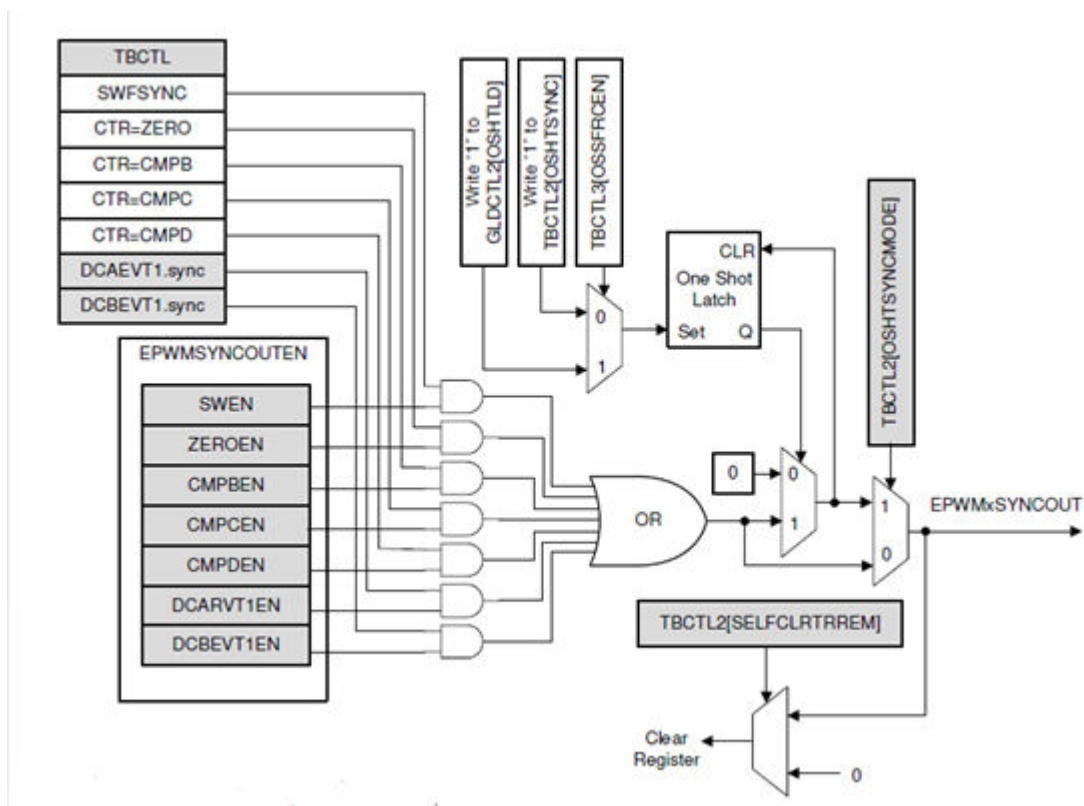 TBCTL
SWFSYNC
CTR=ZERO
CTR=CMPB
CTR=CMPC
CTR=CMPD
DCAEVT1.sync
DCBEVT1.sync
EPWMSYNCOUTEN
SWEN
ZEROEN
CMPBEN
CMPCEN
CMPDEN
DCARVT1EN
DCBEVT1EN
Write "1" to
GLDCTL2[OSHTLD]
Write "1" to
TBCTL2[OSHTSYNC]
TBCTL3[OSSFRCEN]
0
1
CLR
One Shot
Latch
Set Q
TBCTL2[OSHTSYNCMODE]
OR
0
0
1
1
0
EPWMxSYNCOUT
TBCTL2[SELFCLRTRREM]
Clear
Register
0